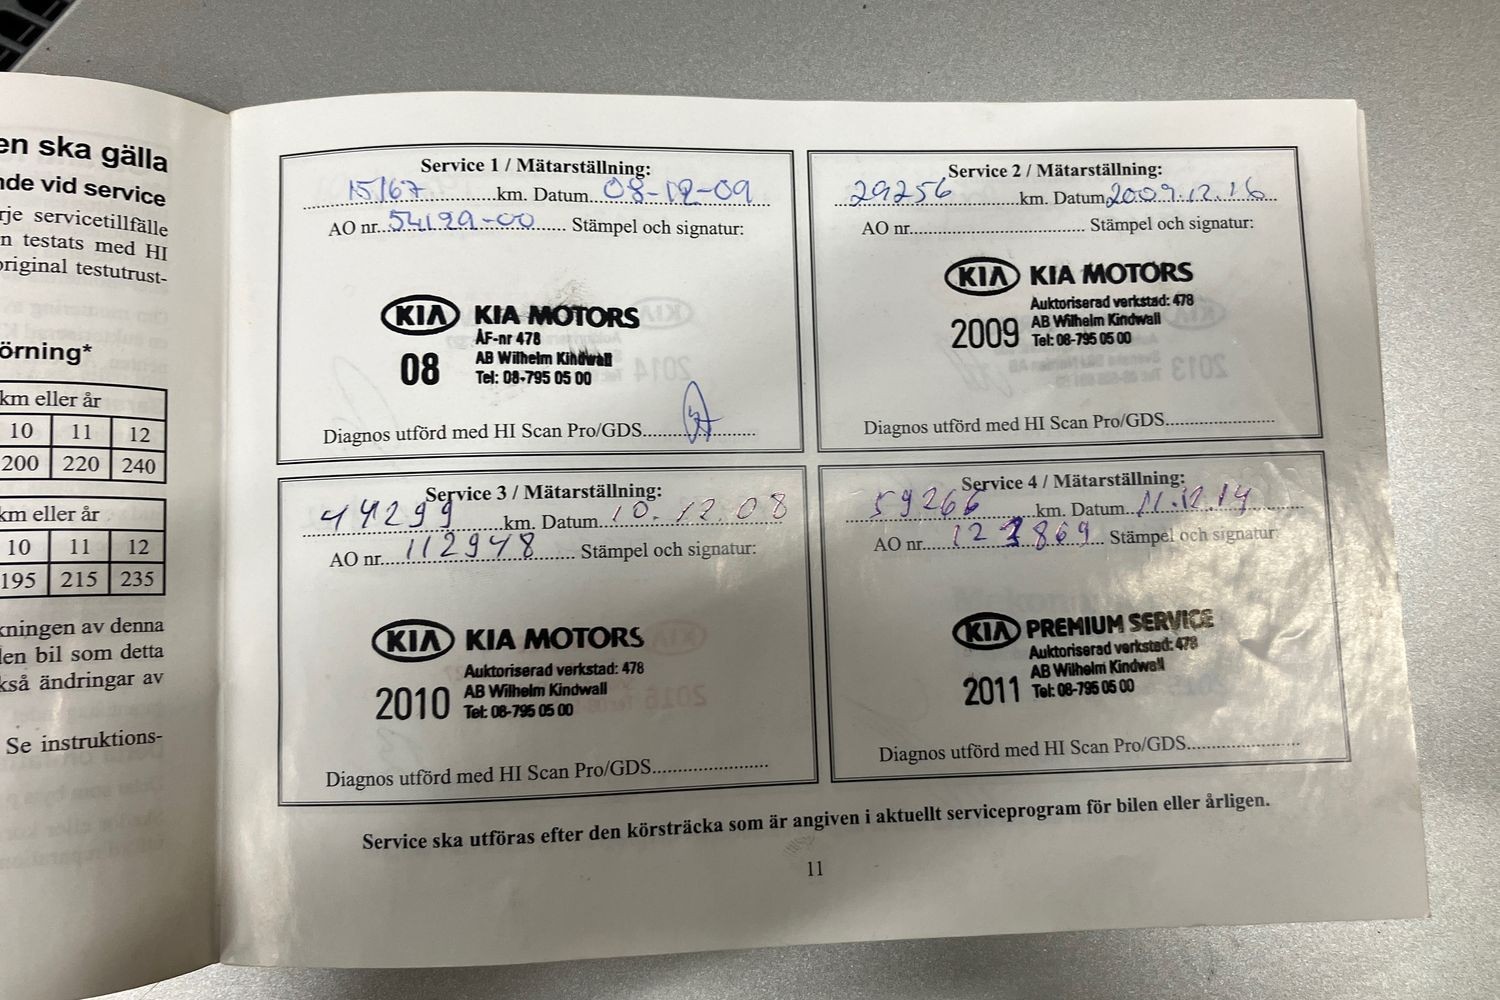 en ska gälla
nde vid service
rje servicetillfälle
n testats med HI
original testutrust-
örning*
km eller år
10 11 12
200 220 240
km eller år
10 11 12
195 215 235
kningen av denna
len bil som detta
kså ändringar av
Se instruktions-
Service 1 / Mätarställning:
15167 km. Datum 08-12-09
AO nr. 54129-00 Stämpel och signatur:
KIA KIA MOTORS
ÅF-nr 478
08 AB Wilhelm Kindwall
Tel: 08-795 05 00
Diagnos utförd med HI Scan Pro/GDS
Service 2 / Mätarställning:
29256 km. Datum 2009.12.16
AO nr. Stämpel och signatur:
KIA KIA MOTORS
Auktoriserad verkstad: 478
2009 AB Wilhelm Kindwall
Tel: 08-795 05 00
Diagnos utförd med HI Scan Pro/GDS
Service 3 / Mätarställning:
44299 km. Datum 10.12.08
AO nr. 112948 Stämpel och signatur:
KIA KIA MOTORS
Auktoriserad verkstad: 478
2010 AB Wilhelm Kindwall
Tel: 08-795 05 00
Diagnos utförd med HI Scan Pro/GDS
Service 4 / Mätarställning:
59266 km. Datum 11.12.14
AO nr. 123869 Stämpel och signatur:
KIA PREMIUM SERVICE
Auktoriserad verkstad: 478
2011 AB Wilhelm Kindwall
Tel: 08-795 05 00
Diagnos utförd med HI Scan Pro/GDS
Service ska utföras efter den körsträcka som är angiven i aktuellt serviceprogram för bilen eller årligen.
11